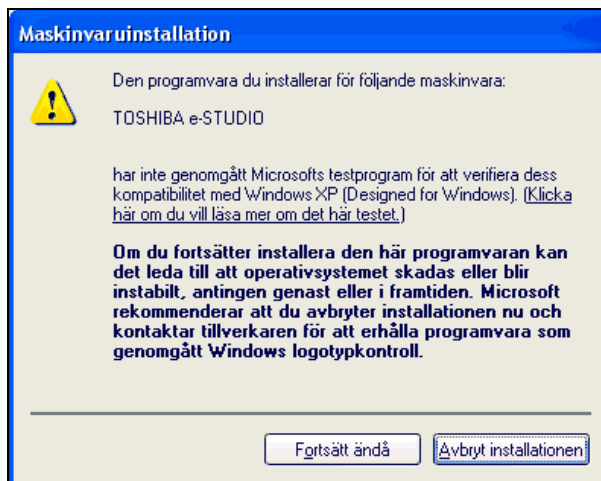 Maskinvaruinstallation
Den programvara du installerar för följande maskinvara:
TOSHIBA e-STUDIO
har inte genomgått Microsofts testprogram för att verifiera dess
kompatibilitet med Windows XP (Designed for Windows). (Klicka
här om du vill läsa mer om det här testet.)
Om du fortsätter installera den här programvaran kan
det leda till att operativsystemet skadas eller blir
instabilt, antingen genast eller i framtiden. Microsoft
rekommenderar att du avbryter installationen nu och
kontaktar tillverkaren för att erhålla programvara som
genomgått Windows logotypkontroll.
Fortsätt ändå
Avbryt installationen